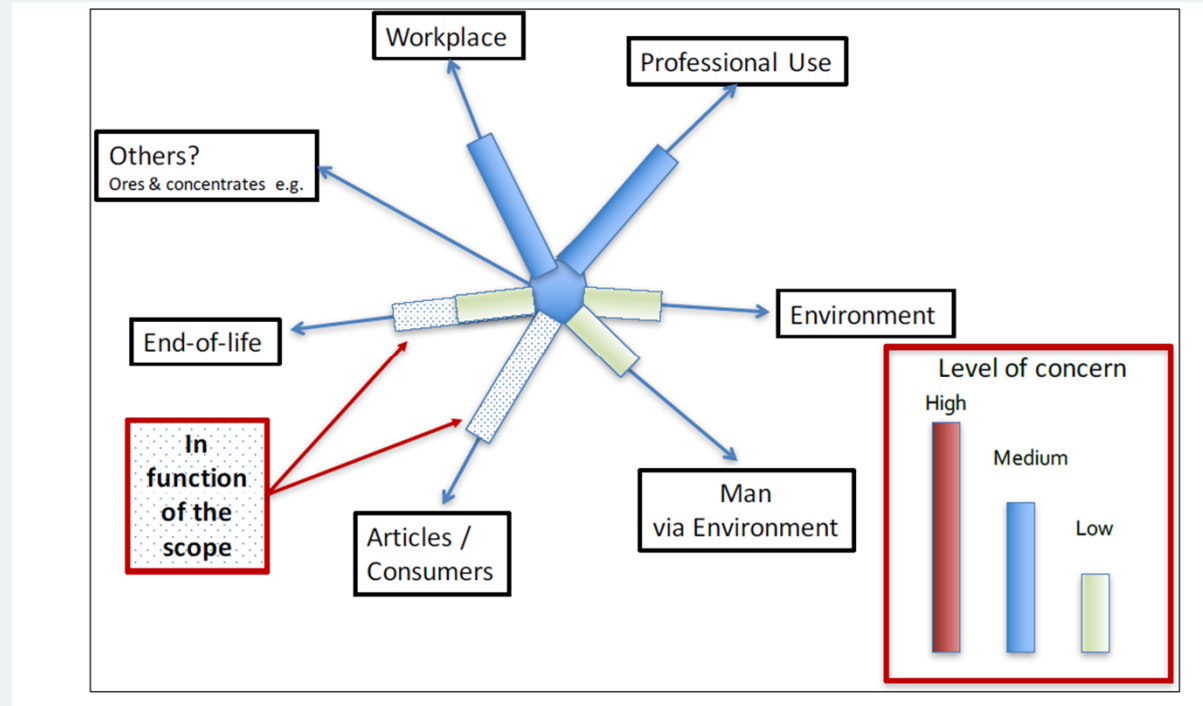 Workplace
Professional Use
Others?
Ores & concentrates e.g.
End-of-life
Environment
In
function
of the
scope
Articles /
Consumers
Man
via Environment
Level of concern
High
Medium
Low